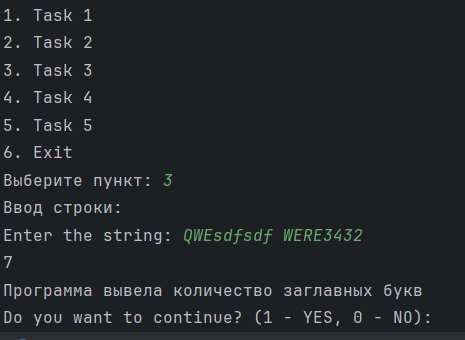 1. Task 1
2. Task 2
3. Task 3
4. Task 4
5. Task 5
6. Exit
Выберите пункт: 3
Ввод строки:
Enter the string: QWEsdfsdf WERE3432
7
Программа вывела количество заглавных букв
Do you want to continue? (1 - YES, 0 - NO):